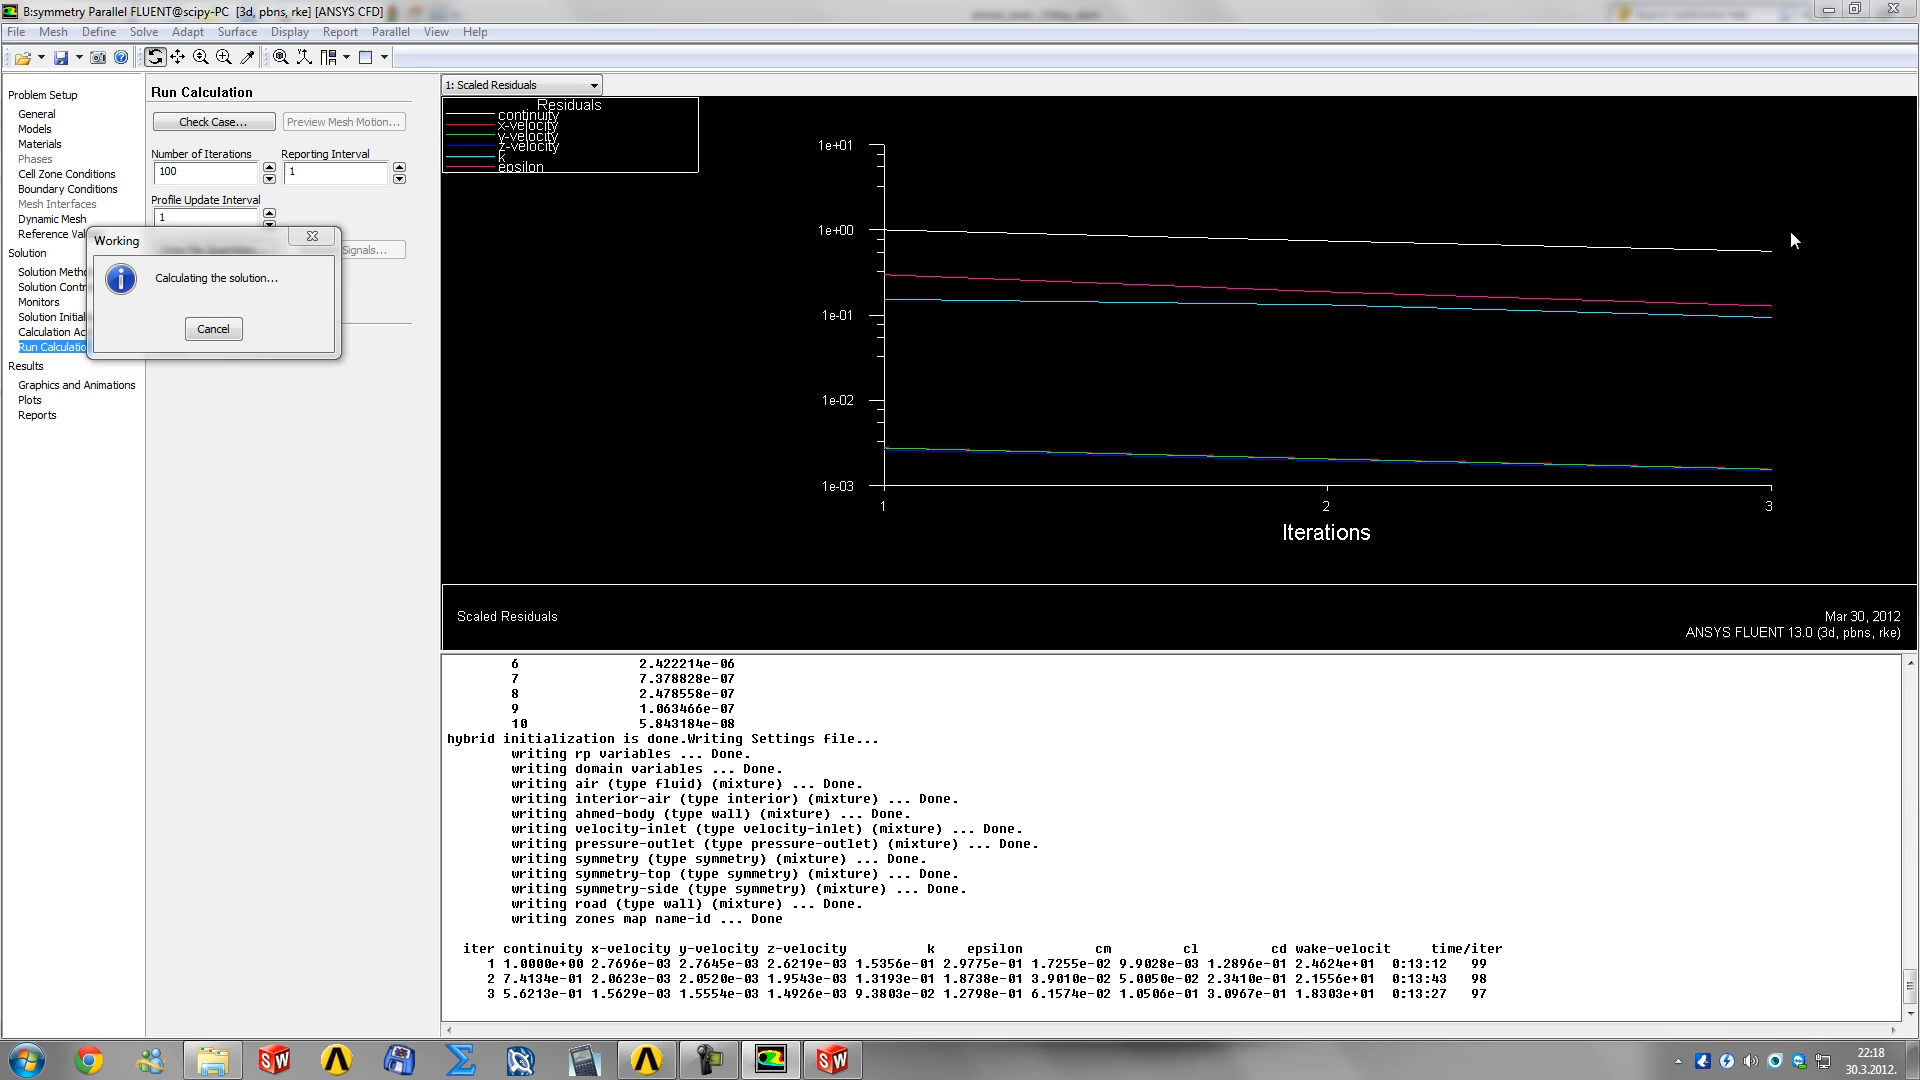 B:symmetry Parallel FLUENT@scipy-PC [3d, pbns, rke] [ANSYS CFD]
File Mesh Define Solve Adapt Surface Display Report Parallel View Help
Problem Setup
General
Models
Materials
Phases
Cell Zone Conditions
Boundary Conditions
Mesh Interfaces
Dynamic Mesh
Reference Val
Solution
Solution Metho
Solution Contr
Monitors
Solution Initial
Calculation Ac
Run Calculatio
Results
Graphics and Animations
Plots
Reports
Run Calculation
Check Case... Preview Mesh Motion...
Number of Iterations Reporting Interval
100 1
Profile Update Interval
1
Signals...
Working
Calculating the solution...
Cancel
1: Scaled Residuals
Residuals
continuity
x-velocity
y-velocity
z-velocity
k
epsilon
1e+01
1e+00
1e-01
1e-02
1e-03
1 2 3
Iterations
Scaled Residuals
Mar 30, 2012
ANSYS FLUENT 13.0 (3d, pbns, rke)
6 2.422214e-06
7 7.378828e-07
8 2.478558e-07
9 1.063466e-07
10 5.843184e-08
hybrid initialization is done.Writing Settings file...
writing rp variables ... Done.
writing domain variables ... Done.
writing air (type fluid) (mixture) ... Done.
writing interior-air (type interior) (mixture) ... Done.
writing ahmed-body (type wall) (mixture) ... Done.
writing velocity-inlet (type velocity-inlet) (mixture) ... Done.
writing pressure-outlet (type pressure-outlet) (mixture) ... Done.
writing symmetry (type symmetry) (mixture) ... Done.
writing symmetry-top (type symmetry) (mixture) ... Done.
writing symmetry-side (type symmetry) (mixture) ... Done.
writing road (type wall) (mixture) ... Done.
writing zones map name-id ... Done
iter continuity x-velocity y-velocity z-velocity k epsilon cm cl cd wake-velocit time/iter
1 1.0000e+00 2.7696e-03 2.7645e-03 2.6219e-03 1.5356e-01 2.9775e-01 1.7255e-02 9.9028e-03 1.2896e-01 2.4624e+01 0:13:12 99
2 7.4134e-01 2.0623e-03 2.0520e-03 1.9543e-03 1.3193e-01 1.8738e-01 3.9010e-02 5.0050e-02 2.3410e-01 2.1556e+01 0:13:43 98
3 5.6213e-01 1.5629e-03 1.5554e-03 1.4926e-03 9.3803e-02 1.2798e-01 6.1574e-02 1.0506e-01 3.0967e-01 1.8303e+01 0:13:27 97
SW
SW
22:18
30.3.2012.